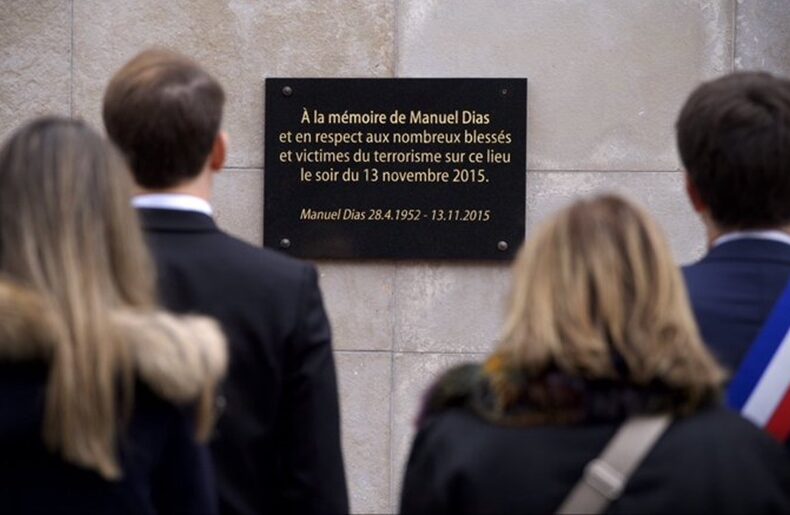 À la mémoire de Manuel Dias
et en respect aux nombreux blessés
et victimes du terrorisme sur ce lieu
le soir du 13 novembre 2015.
Manuel Dias 28.4.1952 - 13.11.2015